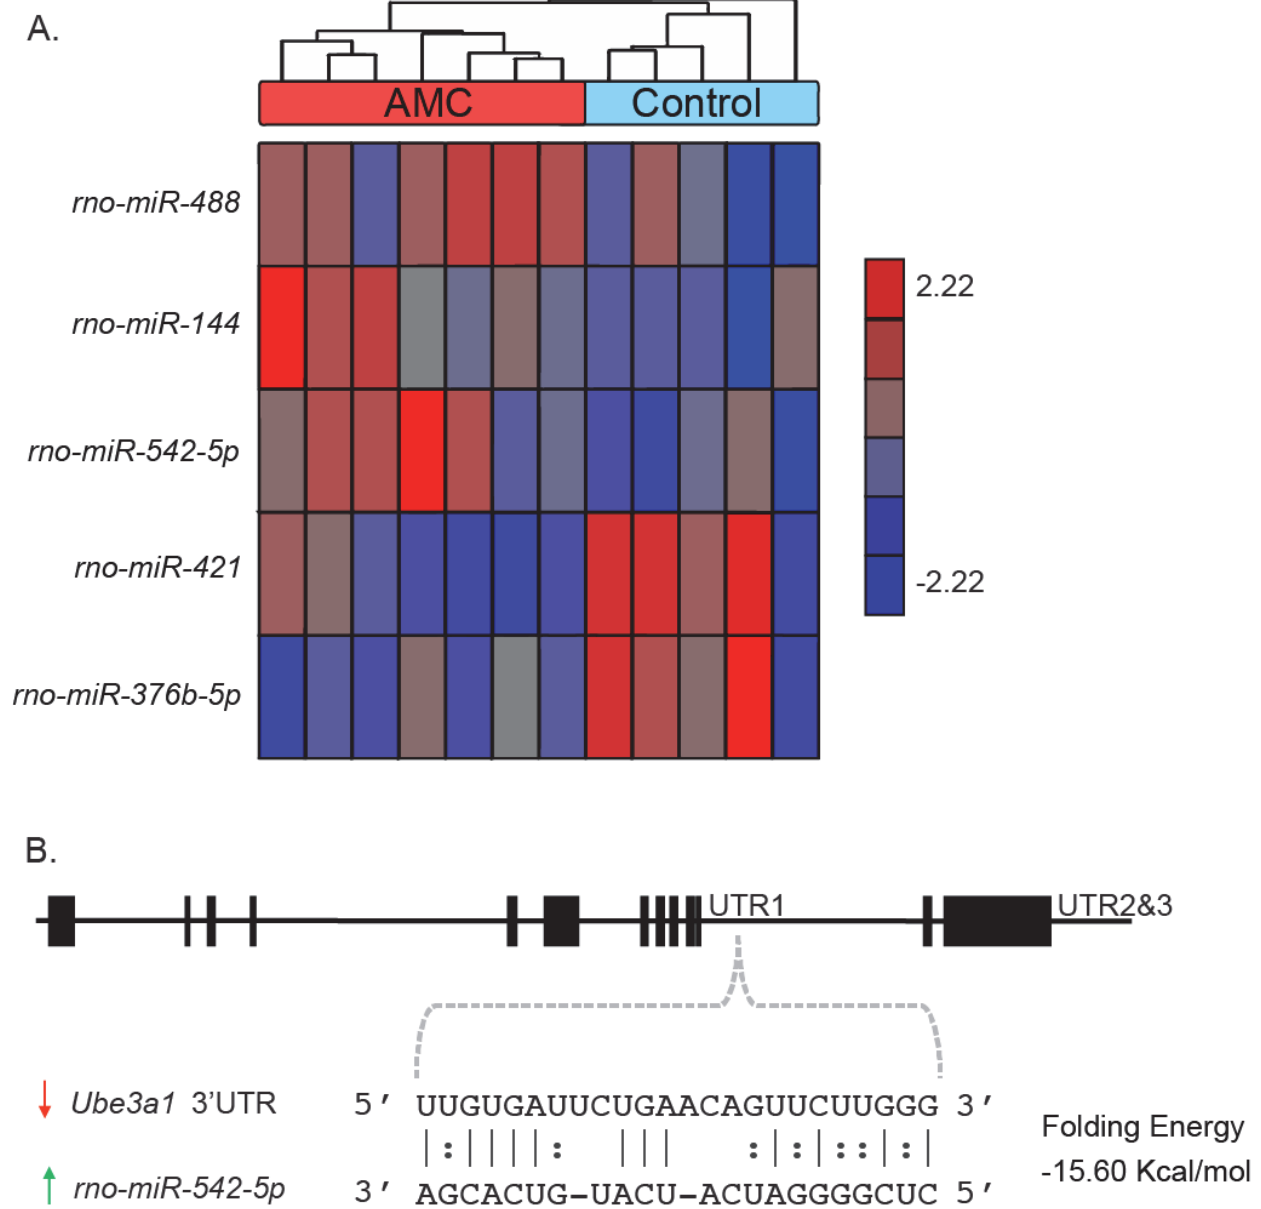 A.
AMC Control
rno-miR-488
2.22
rno-miR-144
rno-miR-542-5p
rno-miR-421
-2.22
rno-miR-376b-5p
B.
UTR1 UTR2&3
Ube3a1 3'UTR 5' UUGUGAUUCUGAACAGUUCUUGGG 3'
Folding Energy
-15.60 Kcal/mol
rno-miR-542-5p 3' AGCACUG-UACU-ACUAGGGGCUC 5'